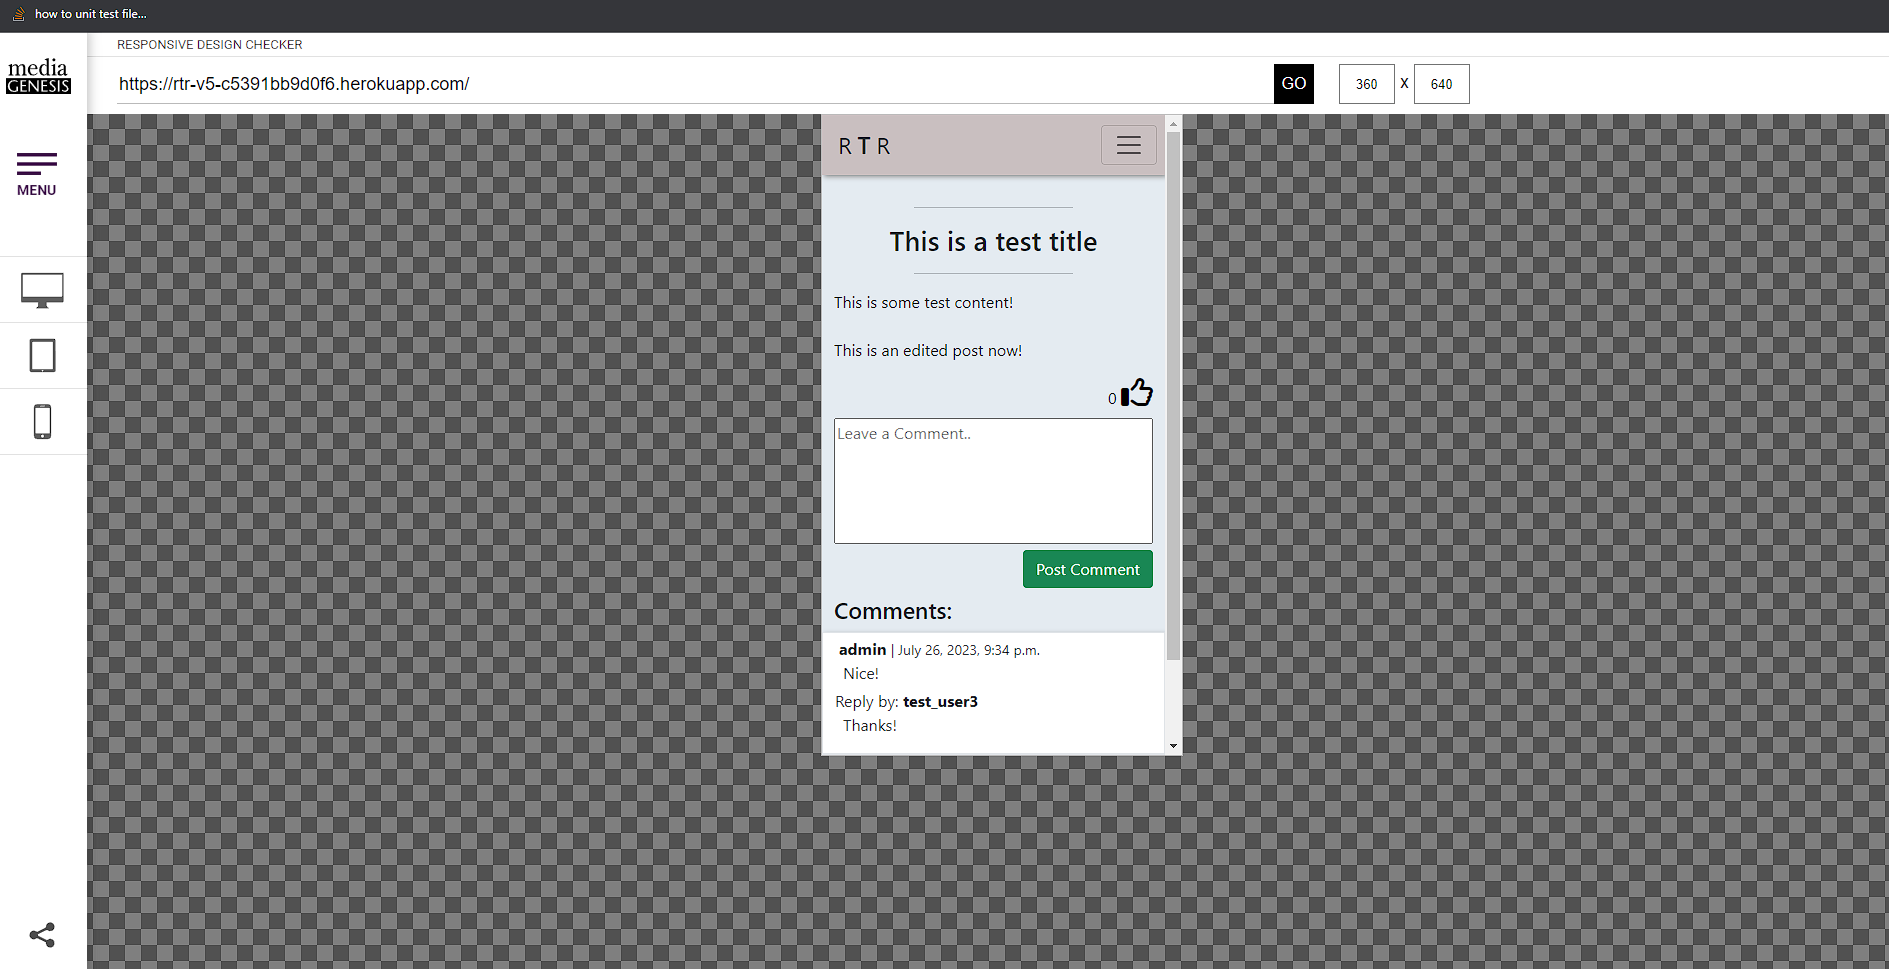 how to unit test file...
RESPONSIVE DESIGN CHECKER
media
GENESIS
https://rtr-v5-c5391bb9d0f6.herokuapp.com/
GO
360 X 640
MENU
R T R
This is a test title
This is some test content!
This is an edited post now!
0
Leave a Comment..
Post Comment
Comments:
admin | July 26, 2023, 9:34 p.m.
Nice!
Reply by: test_user3
Thanks!